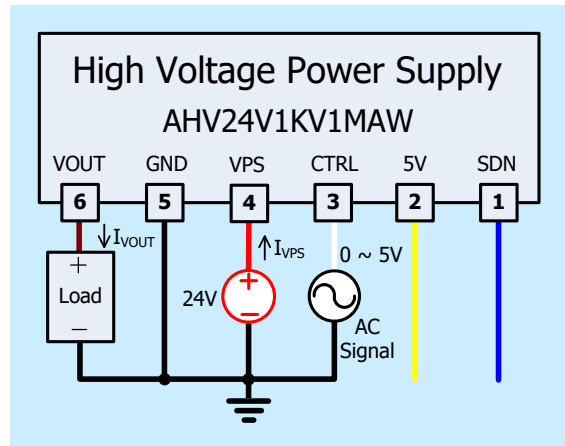 High Voltage Power Supply
AHV24V1KV1MAW
VOUT GND VPS CTRL 5V SDN
6 5 4 3 2 1
IVOUT IVPS 0 ~ 5V
+ +
Load 24V
− −
AC
Signal